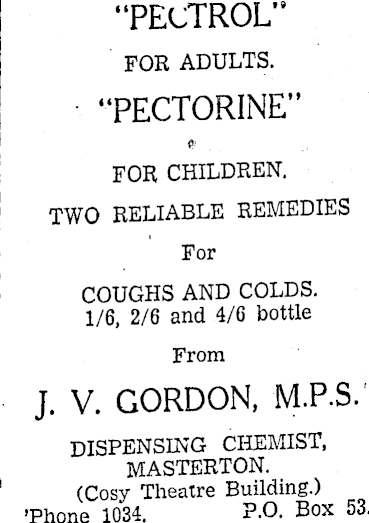 "PECTROL"
FOR ADULTS.
"PECTORINE"
FOR CHILDREN.
TWO RELIABLE REMEDIES
For
COUGHS AND COLDS.
1/6, 2/6 and 4/6 bottle
From
J. V. GORDON, M.P.S.
DISPENSING CHEMIST,
MASTERTON.
(Cosy Theatre Building.)
'Phone 1034. P.O. Box 53.